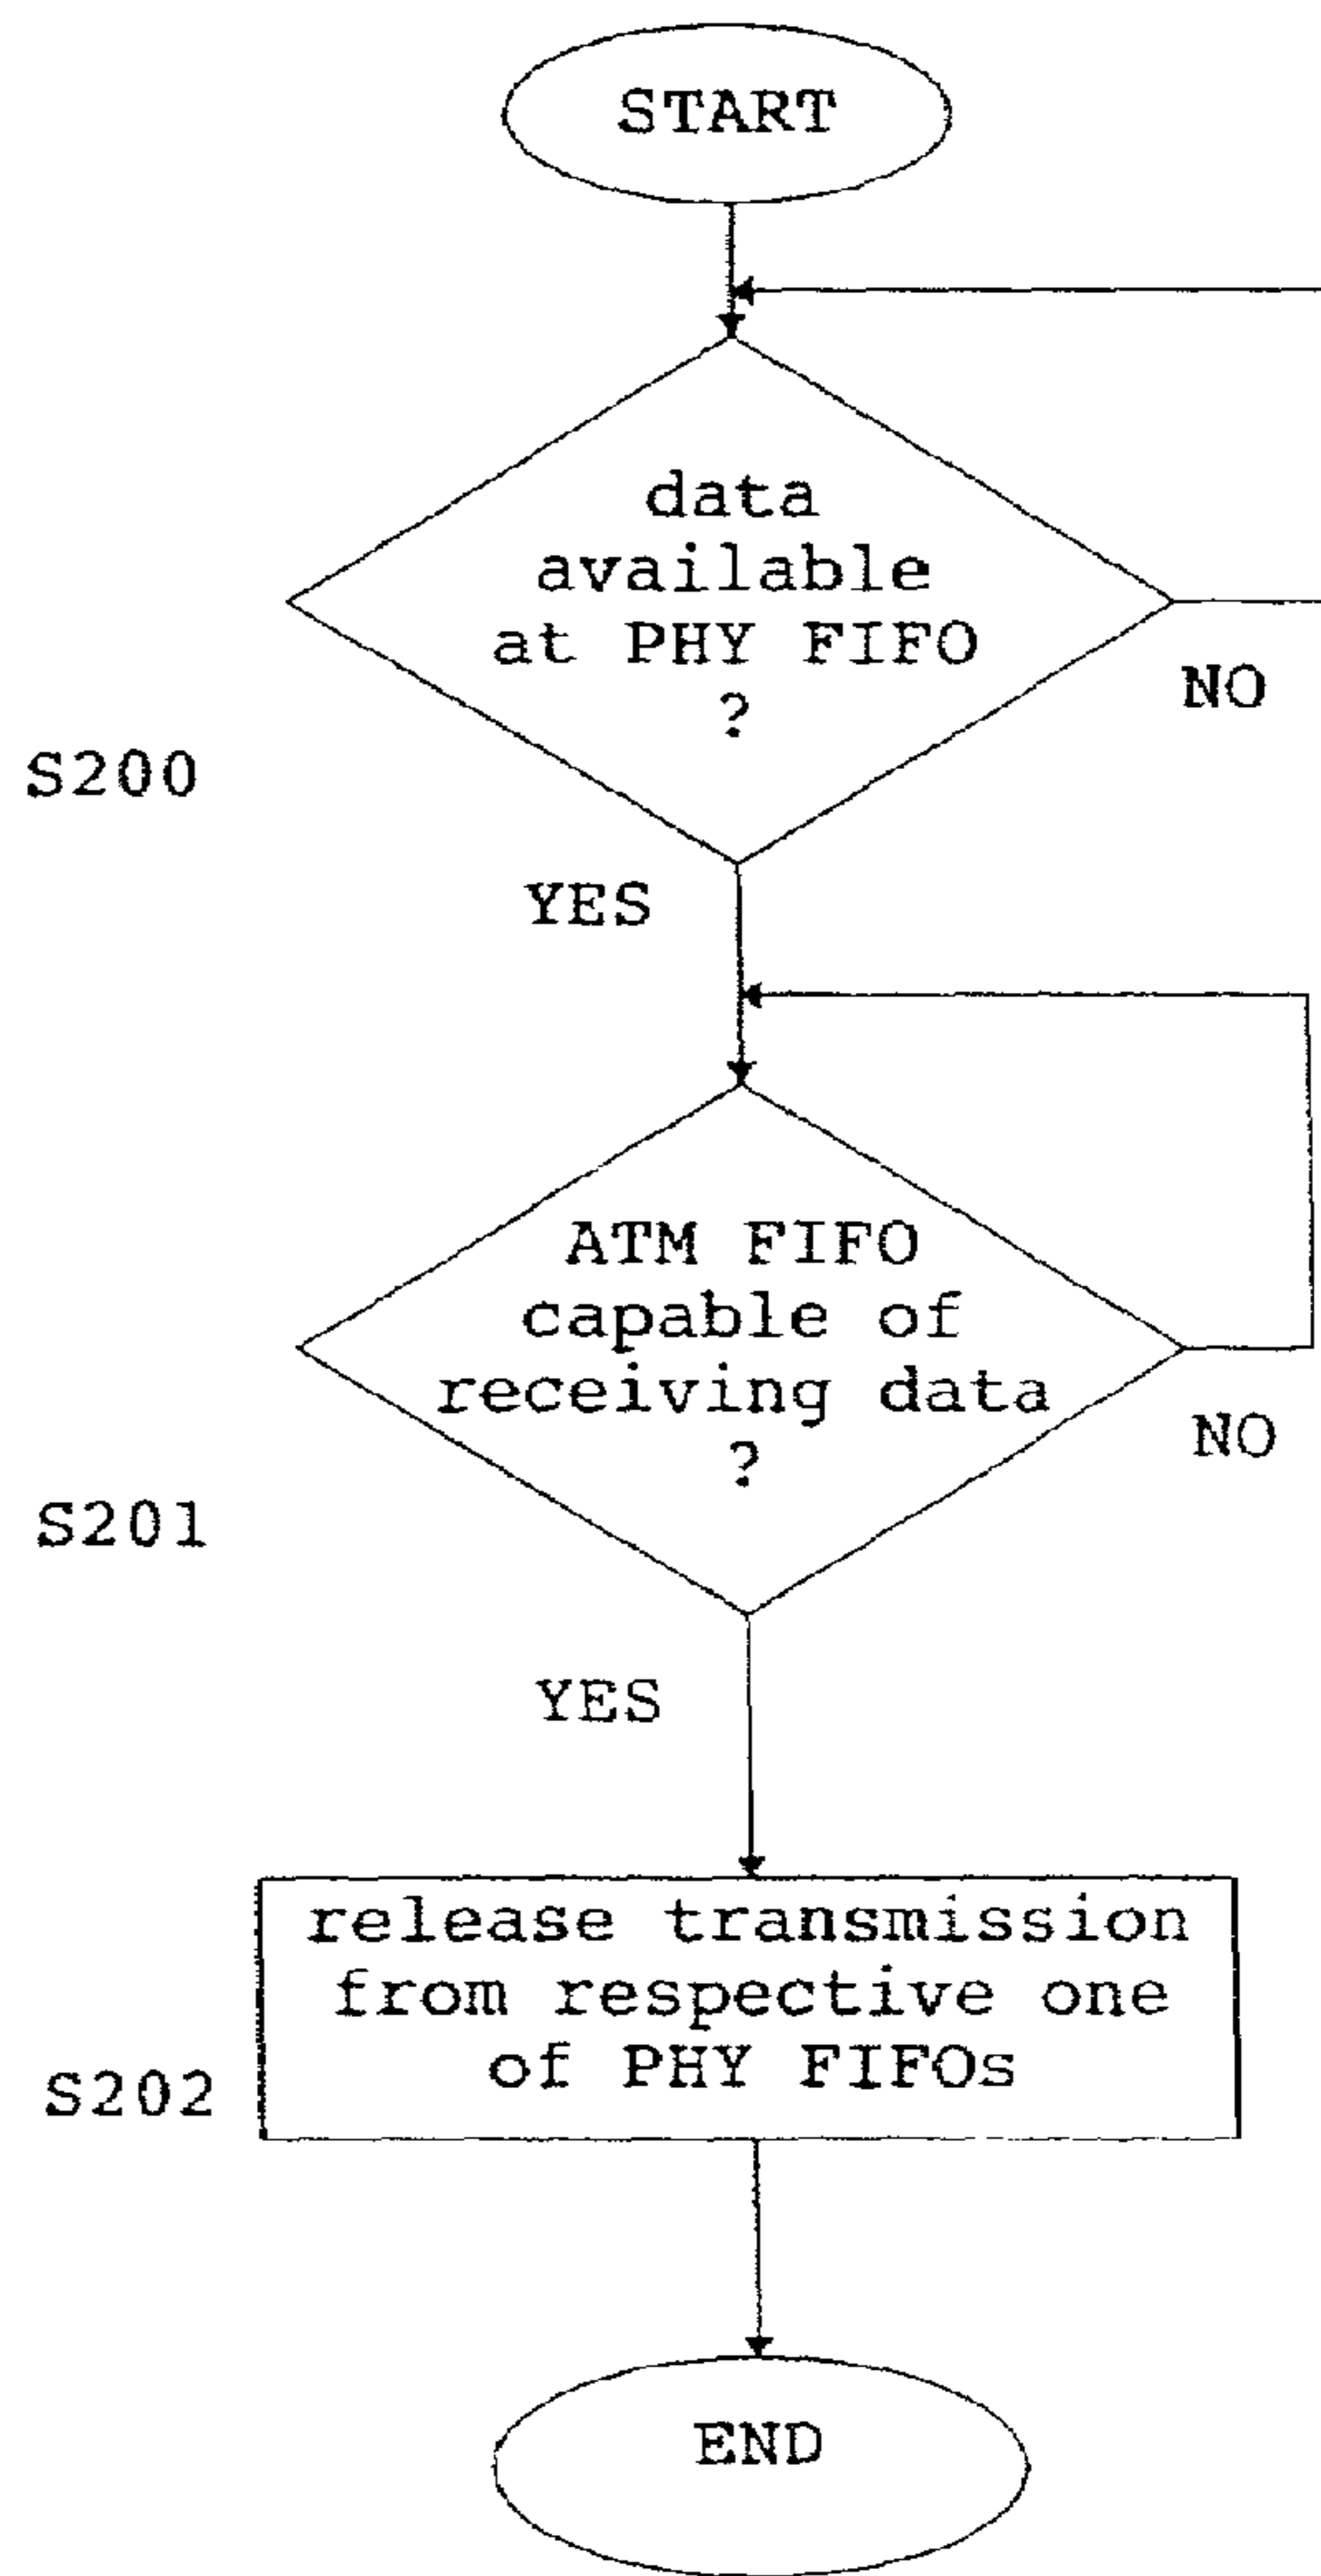 START
data
available
at PHY FIFO
?
NO
S200
YES
ATM FIFO
capable of
receiving data
?
NO
S201
YES
release transmission
from respective one
of PHY FIFOs
S202
END